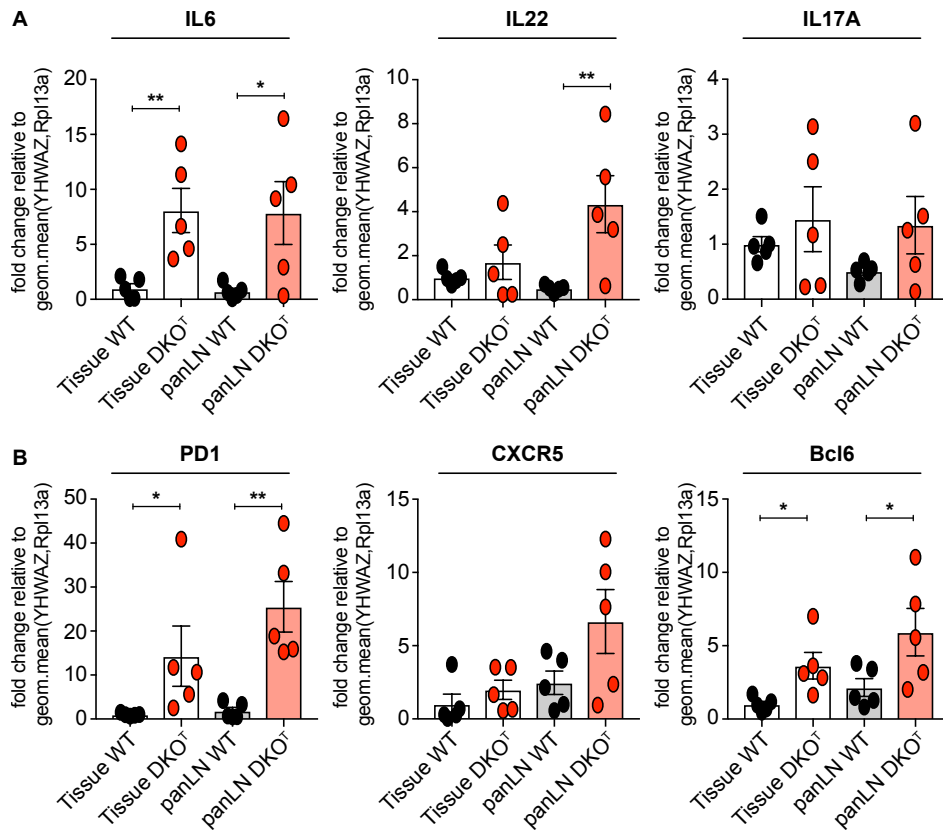 A
IL6
IL22
IL17A
fold change relative to
geom.mean(YHWAZ,Rpl13a)
20
15
10
5
0
**
*
Tissue WT
Tissue DKOᵀ
panLN WT
panLN DKOᵀ
fold change relative to
geom.mean(YHWAZ,Rpl13a)
10
8
6
4
2
0
**
Tissue WT
Tissue DKOᵀ
panLN WT
panLN DKOᵀ
fold change relative to
geom.mean(YHWAZ,Rpl13a)
4
3
2
1
0
Tissue WT
Tissue DKOᵀ
panLN WT
panLN DKOᵀ
B
PD1
CXCR5
Bcl6
fold change relative to
geom.mean(YHWAZ,Rpl13a)
50
40
30
20
10
0
*
**
Tissue WT
Tissue DKOᵀ
panLN WT
panLN DKOᵀ
fold change relative to
geom.mean(YHWAZ,Rpl13a)
15
10
5
0
Tissue WT
Tissue DKOᵀ
panLN WT
panLN DKOᵀ
fold change relative to
geom.mean(YHWAZ,Rpl13a)
15
10
5
0
*
*
Tissue WT
Tissue DKOᵀ
panLN WT
panLN DKOᵀ